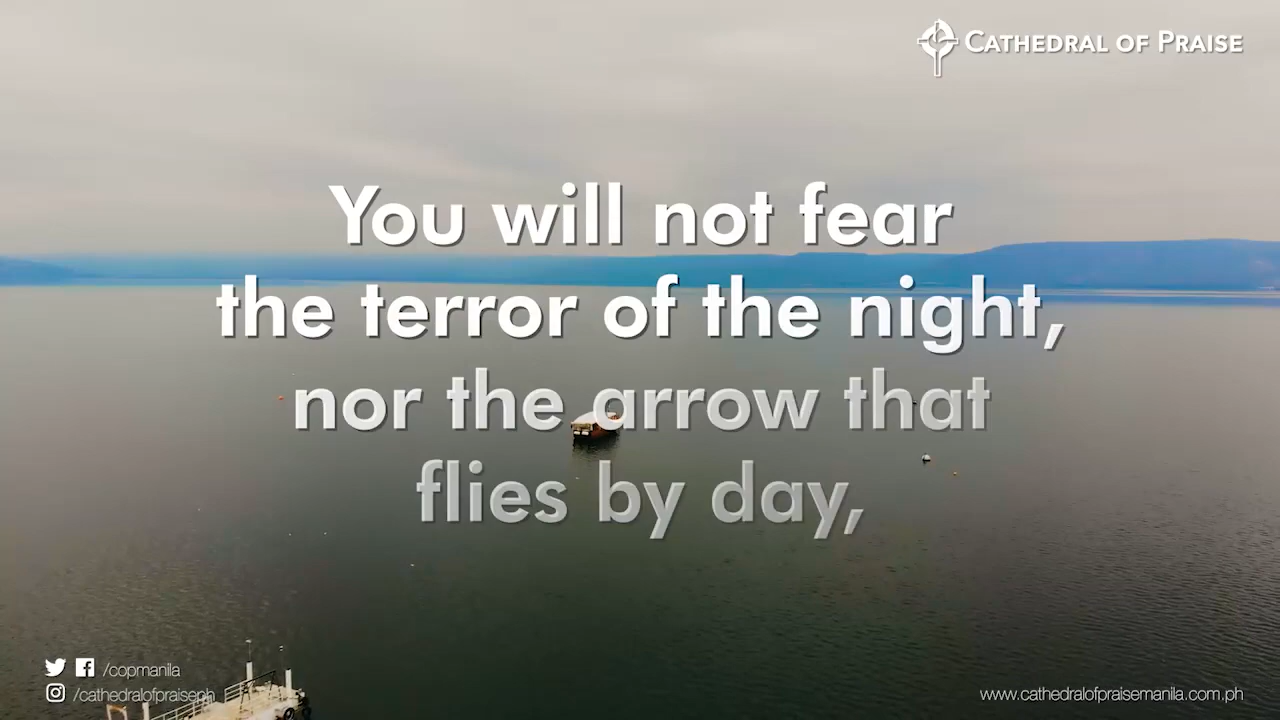 CATHEDRAL OF PRAISE
You will not fear
the terror of the night,
nor the arrow that
flies by day,
/copmanila
/cathedralofpraiseph
www.cathedralofpraisemanila.com.ph